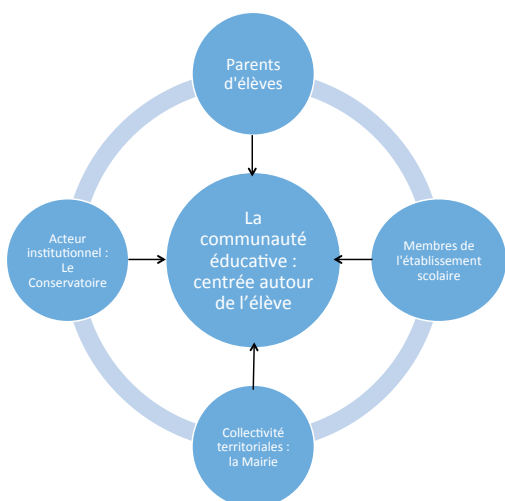 Parents
d'élèves
La
communauté
éducative :
centrée autour
de l’élève
Acteur
institutionnel :
Le
Conservatoire
Membres de
l'établissement
scolaire
Collectivité
territoriales :
la Mairie